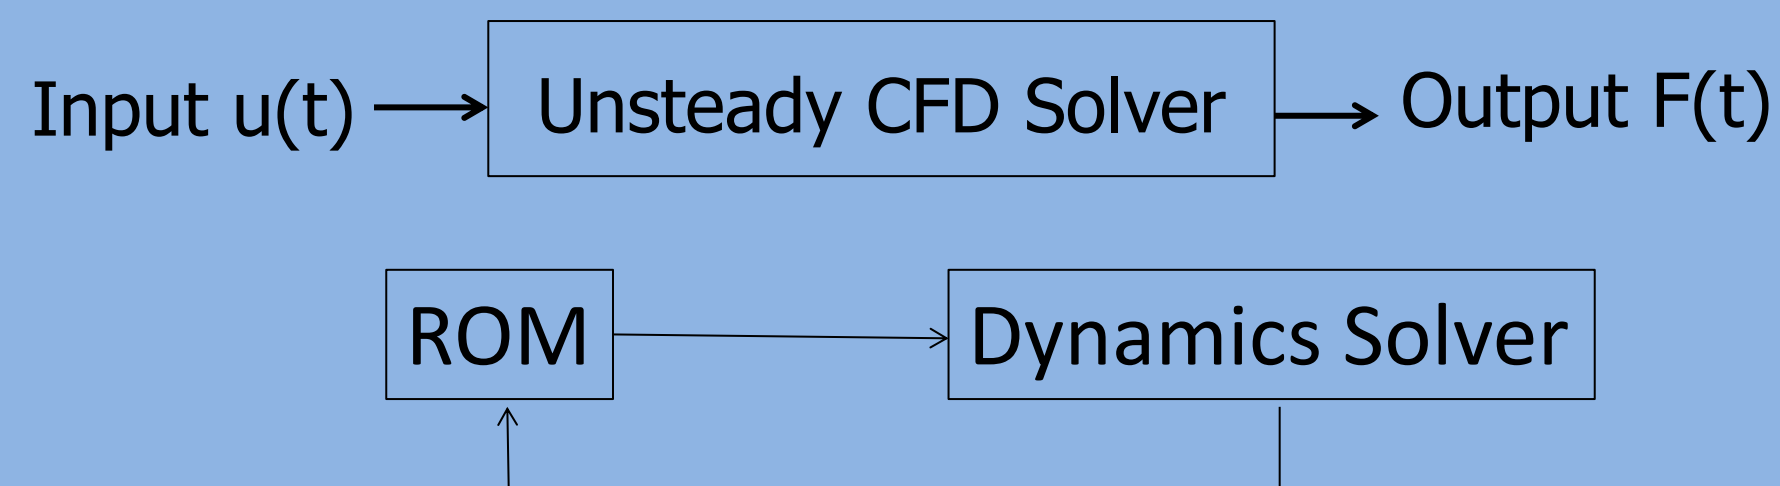 Input u(t)
Unsteady CFD Solver
Output F(t)
ROM
Dynamics Solver